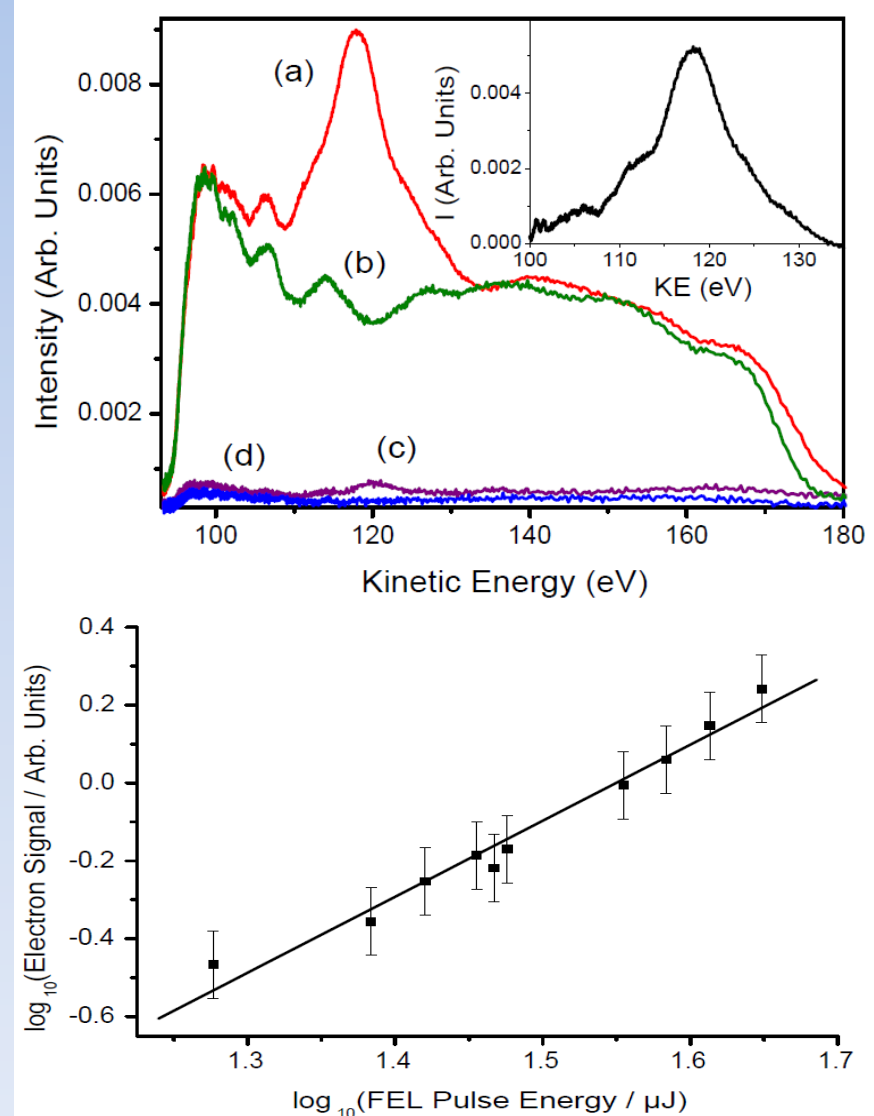 (a)
(b)
(c)
(d)
0.008
0.006
0.004
0.002
Intensity (Arb. Units)
100 120 140 160 180
Kinetic Energy (eV)
0.004
0.002
0.000
I (Arb. Units)
100 110 120 130
KE (eV)
0.4
0.2
0.0
-0.2
-0.4
-0.6
log10(Electron Signal / Arb. Units)
1.3 1.4 1.5 1.6 1.7
log10(FEL Pulse Energy / µJ)